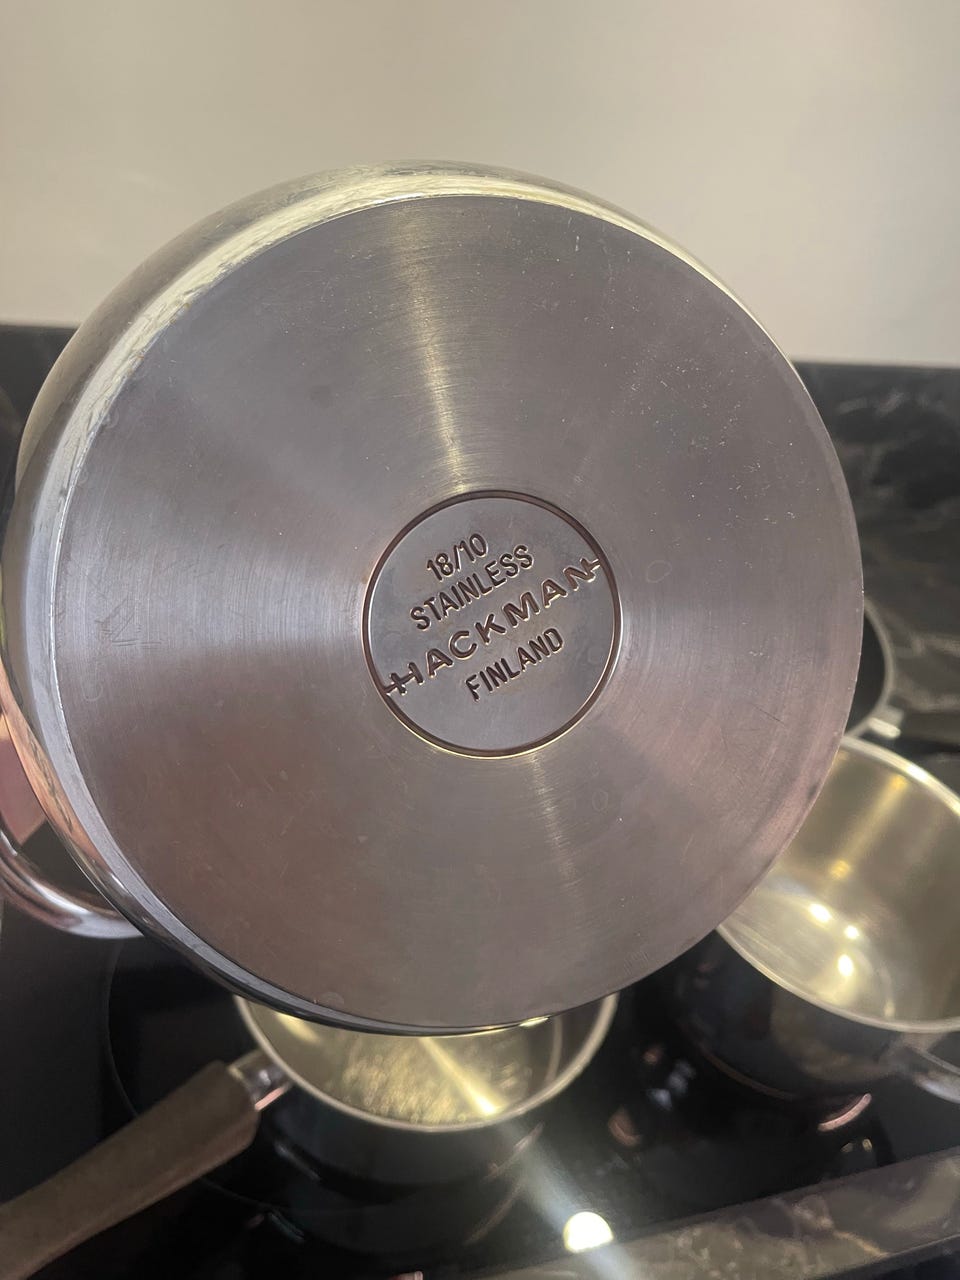 18/10
STAINLESS
HACKMAN
FINLAND